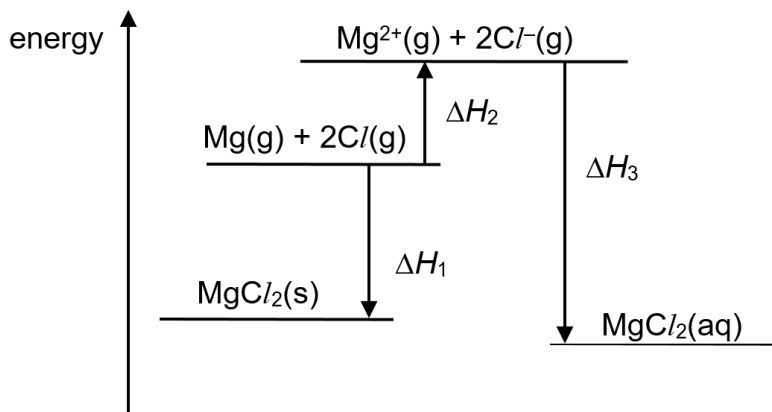 energy
Mg²⁺(g) + 2Cl⁻(g)
ΔH₂
Mg(g) + 2Cl(g)
ΔH₃
ΔH₁
MgCl₂(s)
MgCl₂(aq)